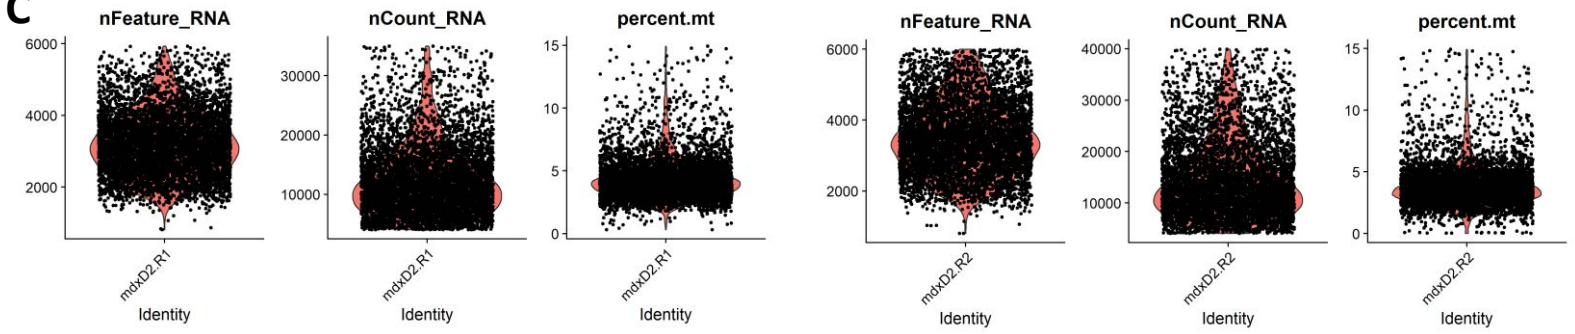 C
nFeature_RNA
6000
4000
2000
mdxD2.R1
Identity
nCount_RNA
30000
20000
10000
mdxD2.R1
Identity
percent.mt
15
10
5
0
mdxD2.R1
Identity
nFeature_RNA
6000
4000
2000
mdxD2.R2
Identity
nCount_RNA
40000
30000
20000
10000
mdxD2.R2
Identity
percent.mt
15
10
5
0
mdxD2.R2
Identity